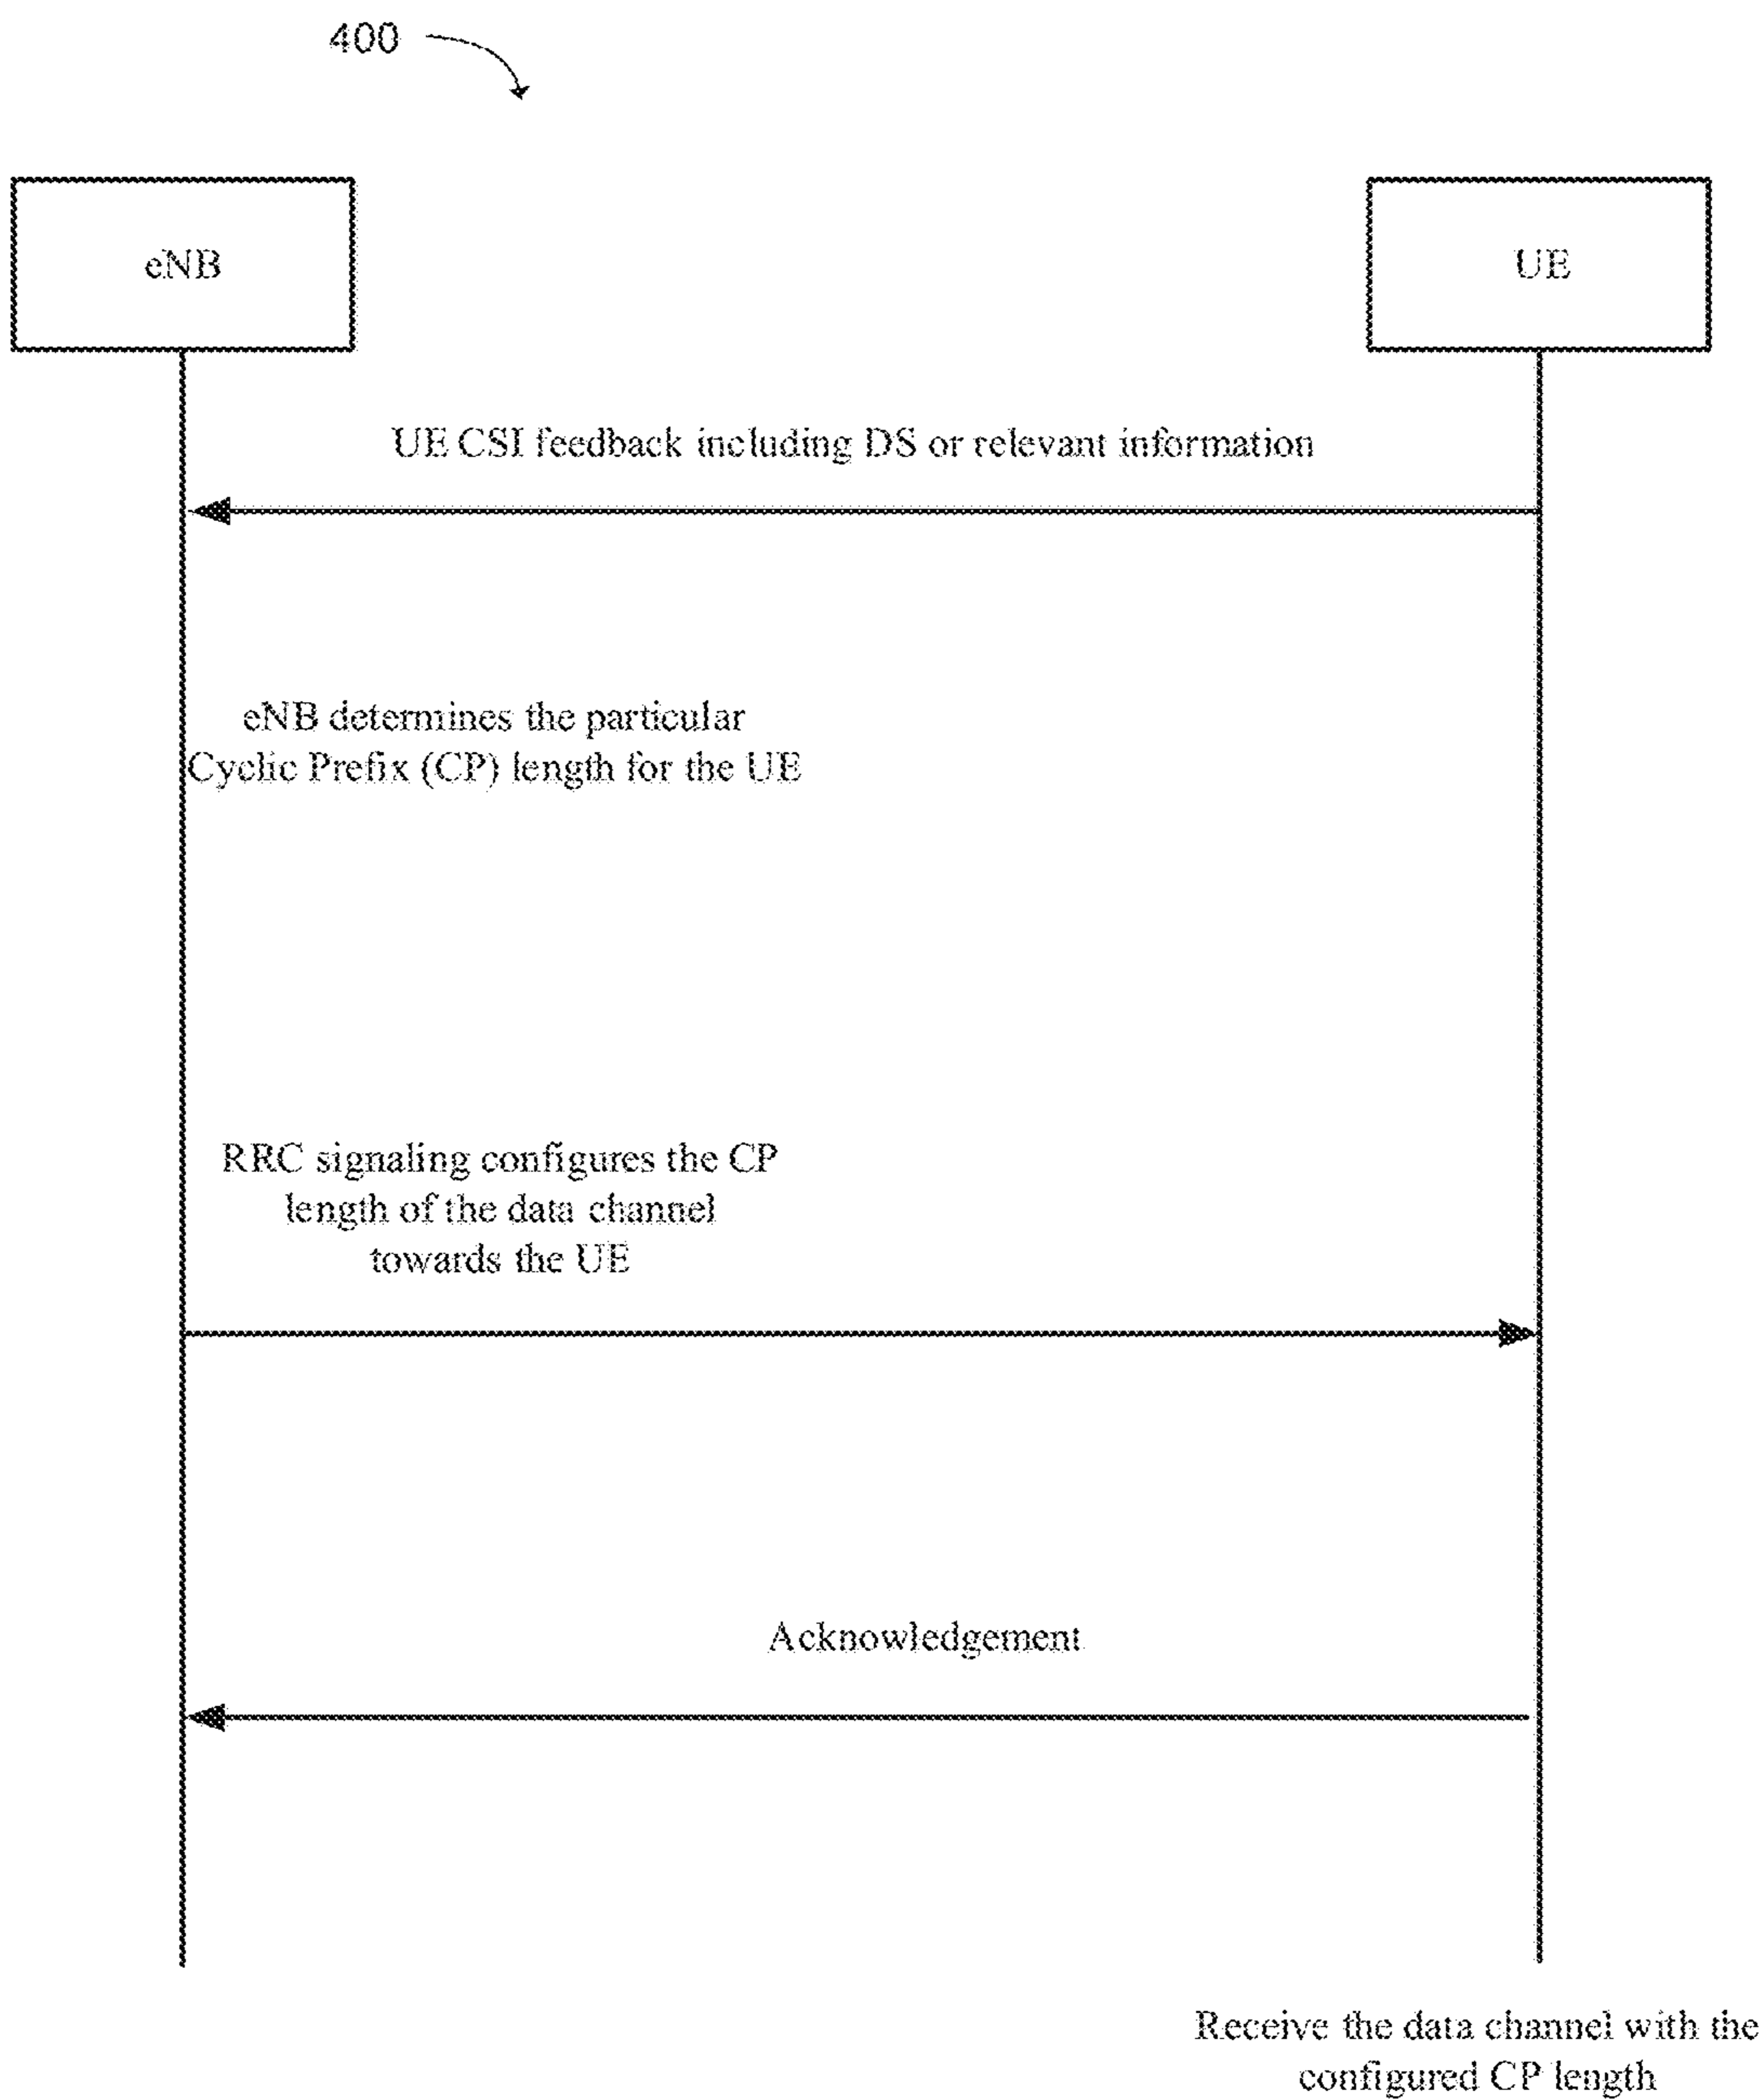 400
eNB
UE
UE CSI feedback including DS or relevant information
eNB determines the particular
Cyclic Prefix (CP) length for the UE
RRC signaling configures the CP
length of the data channel
towards the UE
Acknowledgement
Receive the data channel with the
configured CP length